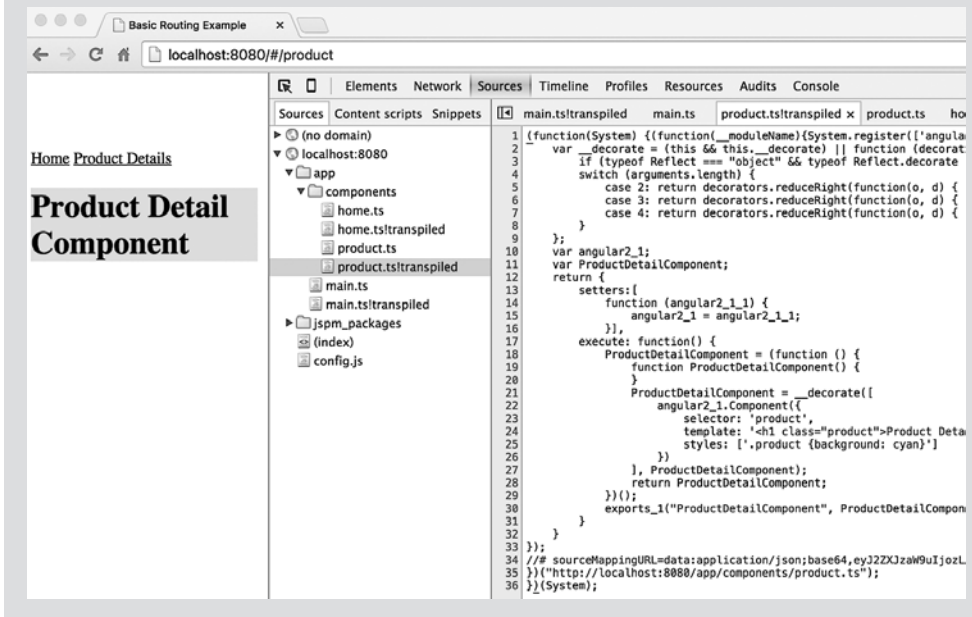 Basic Routing Example ×
localhost:8080/#/product
Elements Network Sources Timeline Profiles Resources Audits Console
Sources Content scripts Snippets
main.ts!transpiled main.ts product.ts!transpiled × product.ts
Home Product Details
Product Detail
Component
(no domain)
localhost:8080
app
components
home.ts
home.ts!transpiled
product.ts
product.ts!transpiled
main.ts
main.ts!transpiled
jspm_packages
(index)
config.js
1 (function(System) {(function(__moduleName){System.register(['angula
2 var __decorate = (this && this.__decorate) || function (decorat
3 if (typeof Reflect === "object" && typeof Reflect.decorate
4 switch (arguments.length) {
5 case 2: return decorators.reduceRight(function(o, d) {
6 case 3: return decorators.reduceRight(function(o, d) {
7 case 4: return decorators.reduceRight(function(o, d) {
8 }
9 };
10 var angular2_1;
11 var ProductDetailComponent;
12 return {
13 setters:[
14 function (angular2_1_1) {
15 angular2_1 = angular2_1_1;
16 }],
17 execute: function() {
18 ProductDetailComponent = (function () {
19 function ProductDetailComponent() {
20 }
21 ProductDetailComponent = __decorate([
22 angular2_1.Component({
23 selector: 'product',
24 template: '<h1 class="product">Product Deta
25 styles: ['.product {background: cyan}']
26 })
27 ], ProductDetailComponent);
28 return ProductDetailComponent;
29 })();
30 exports_1("ProductDetailComponent", ProductDetailCompon
31 }
32 }
33 });
34 //# sourceMappingURL=data:application/json;base64,eyJ2ZXJzaW9uIjozL
35 })("http://localhost:8080/app/components/product.ts");
36 })(System);